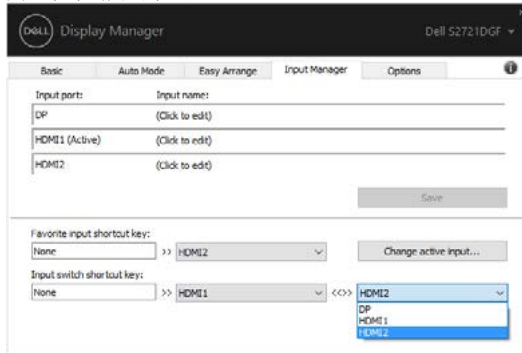 DELL Display Manager Dell S2721DGF
Basic Auto Mode Easy Arrange Input Manager Options
Input port: Input name:
DP (Click to edit)
HDMI1 (Active) (Click to edit)
HDMI2 (Click to edit)
Save
Favorite input shortcut key:
None >> HDMI2 Change active input...
Input switch shortcut key:
None >> HDMI1 <<>> HDMI2
DP
HDMI1
HDMI2